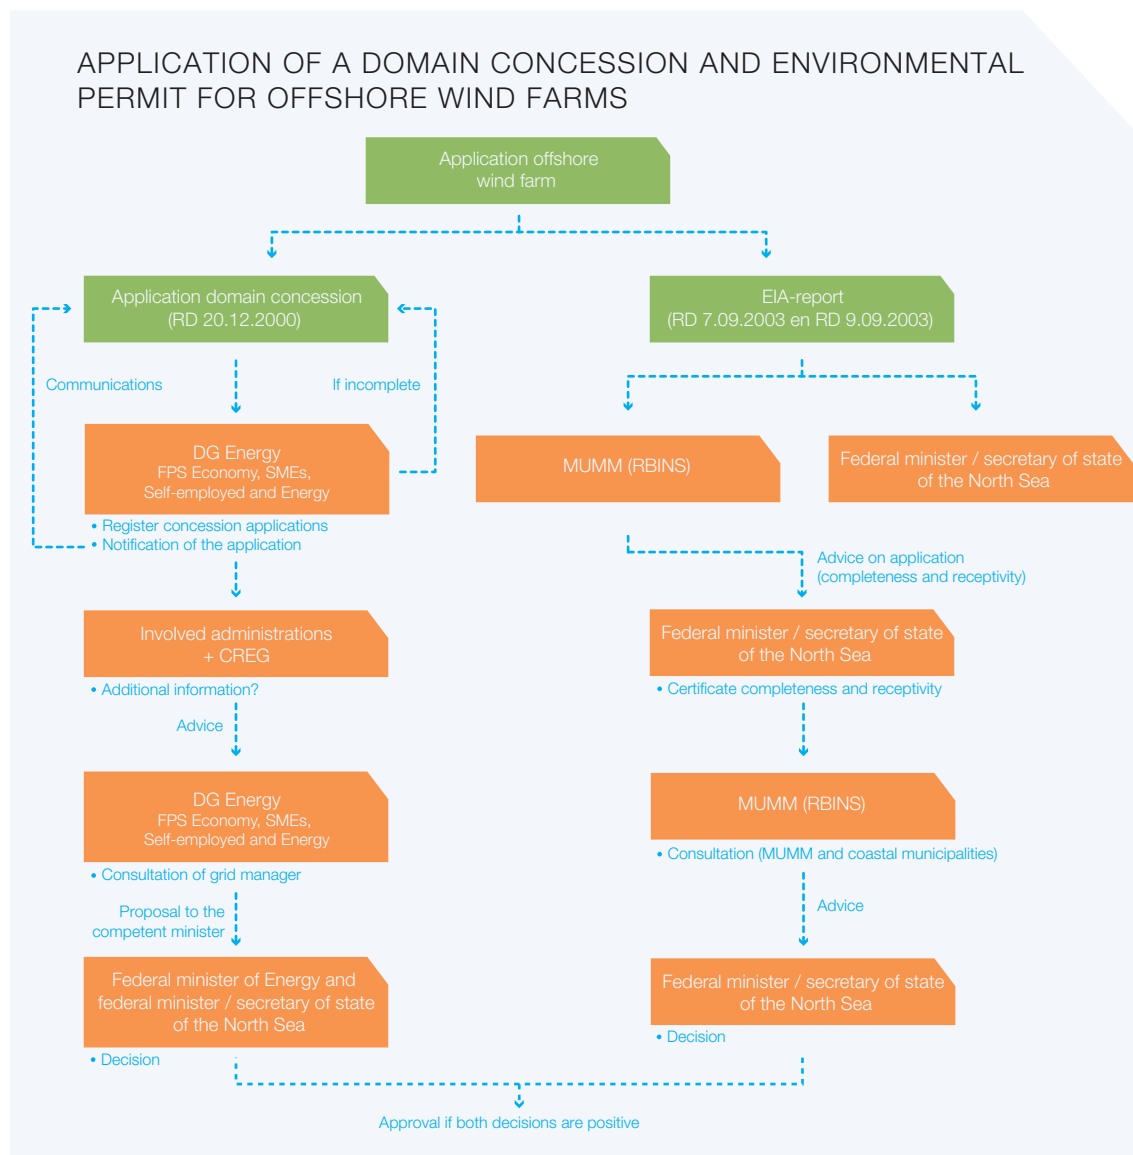 APPLICATION OF A DOMAIN CONCESSION AND ENVIRONMENTAL
PERMIT FOR OFFSHORE WIND FARMS
Application offshore
wind farm
Application domain concession
(RD 20.12.2000)
EIA-report
(RD 7.09.2003 en RD 9.09.2003)
Communications
If incomplete
DG Energy
FPS Economy, SMEs,
Self-employed and Energy
• Register concession applications
• Notification of the application
MUMM (RBINS)
Federal minister / secretary of state
of the North Sea
Advice on application
(completeness and receptivity)
Involved administrations
+ CREG
• Additional information?
Federal minister / secretary of state
of the North Sea
• Certificate completeness and receptivity
Advice
DG Energy
FPS Economy, SMEs,
Self-employed and Energy
• Consultation of grid manager
MUMM (RBINS)
• Consultation (MUMM and coastal municipalities)
Proposal to the
competent minister
Advice
Federal minister of Energy and
federal minister / secretary of state
of the North Sea
• Decision
Federal minister / secretary of state
of the North Sea
• Decision
Approval if both decisions are positive